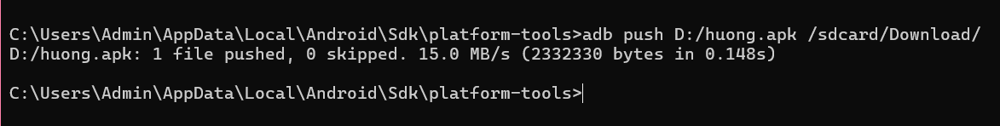 C:\Users\Admin\AppData\Local\Android\Sdk\platform-tools>adb push D:/huong.apk /sdcard/Download/
D:/huong.apk: 1 file pushed, 0 skipped. 15.0 MB/s (2332330 bytes in 0.148s)
C:\Users\Admin\AppData\Local\Android\Sdk\platform-tools>